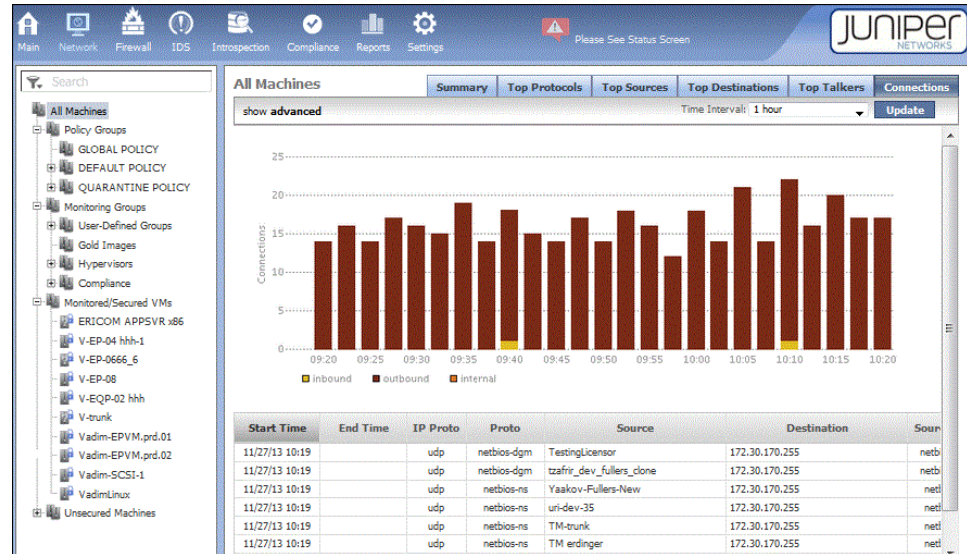 Main Network Firewall IDS Introspection Compliance Reports Settings
Please See Status Screen
JUNIPER
NETWORKS
Search
All Machines
Policy Groups
GLOBAL POLICY
DEFAULT POLICY
QUARANTINE POLICY
Monitoring Groups
User-Defined Groups
Gold Images
Hypervisors
Compliance
Monitored/Secured VMs
ERICOM APPSVR x86
V-EP-04 hhh-1
V-EP-0666_6
V-EP-08
V-EQP-02 hhh
V-trunk
Vadim-EPVM.prd.01
Vadim-EPVM.prd.02
Vadim-SCSI-1
VadimLinux
Unsecured Machines
All Machines
Summary Top Protocols Top Sources Top Destinations Top Talkers Connections
show advanced Time Interval: 1 hour Update
25
20
15
10
5
0
Connections
09:20 09:25 09:30 09:35 09:40 09:45 09:50 09:55 10:00 10:05 10:10 10:15 10:20
inbound outbound internal
Start Time End Time IP Proto Proto Source Destination Sour
11/27/13 10:19 udp netbios-dgm TestingLicensor 172.30.170.255 netb
11/27/13 10:19 udp netbios-dgm tzafrir_dev_fullers_clone 172.30.170.255 netb
11/27/13 10:19 udp netbios-ns Yaakov-Fullers-New 172.30.170.255 net
11/27/13 10:19 udp netbios-ns uri-dev-35 172.30.170.255 net
11/27/13 10:19 udp netbios-ns TM-trunk 172.30.170.255 net
11/27/13 10:19 udp netbios-ns TM erdinger 172.30.170.255 net